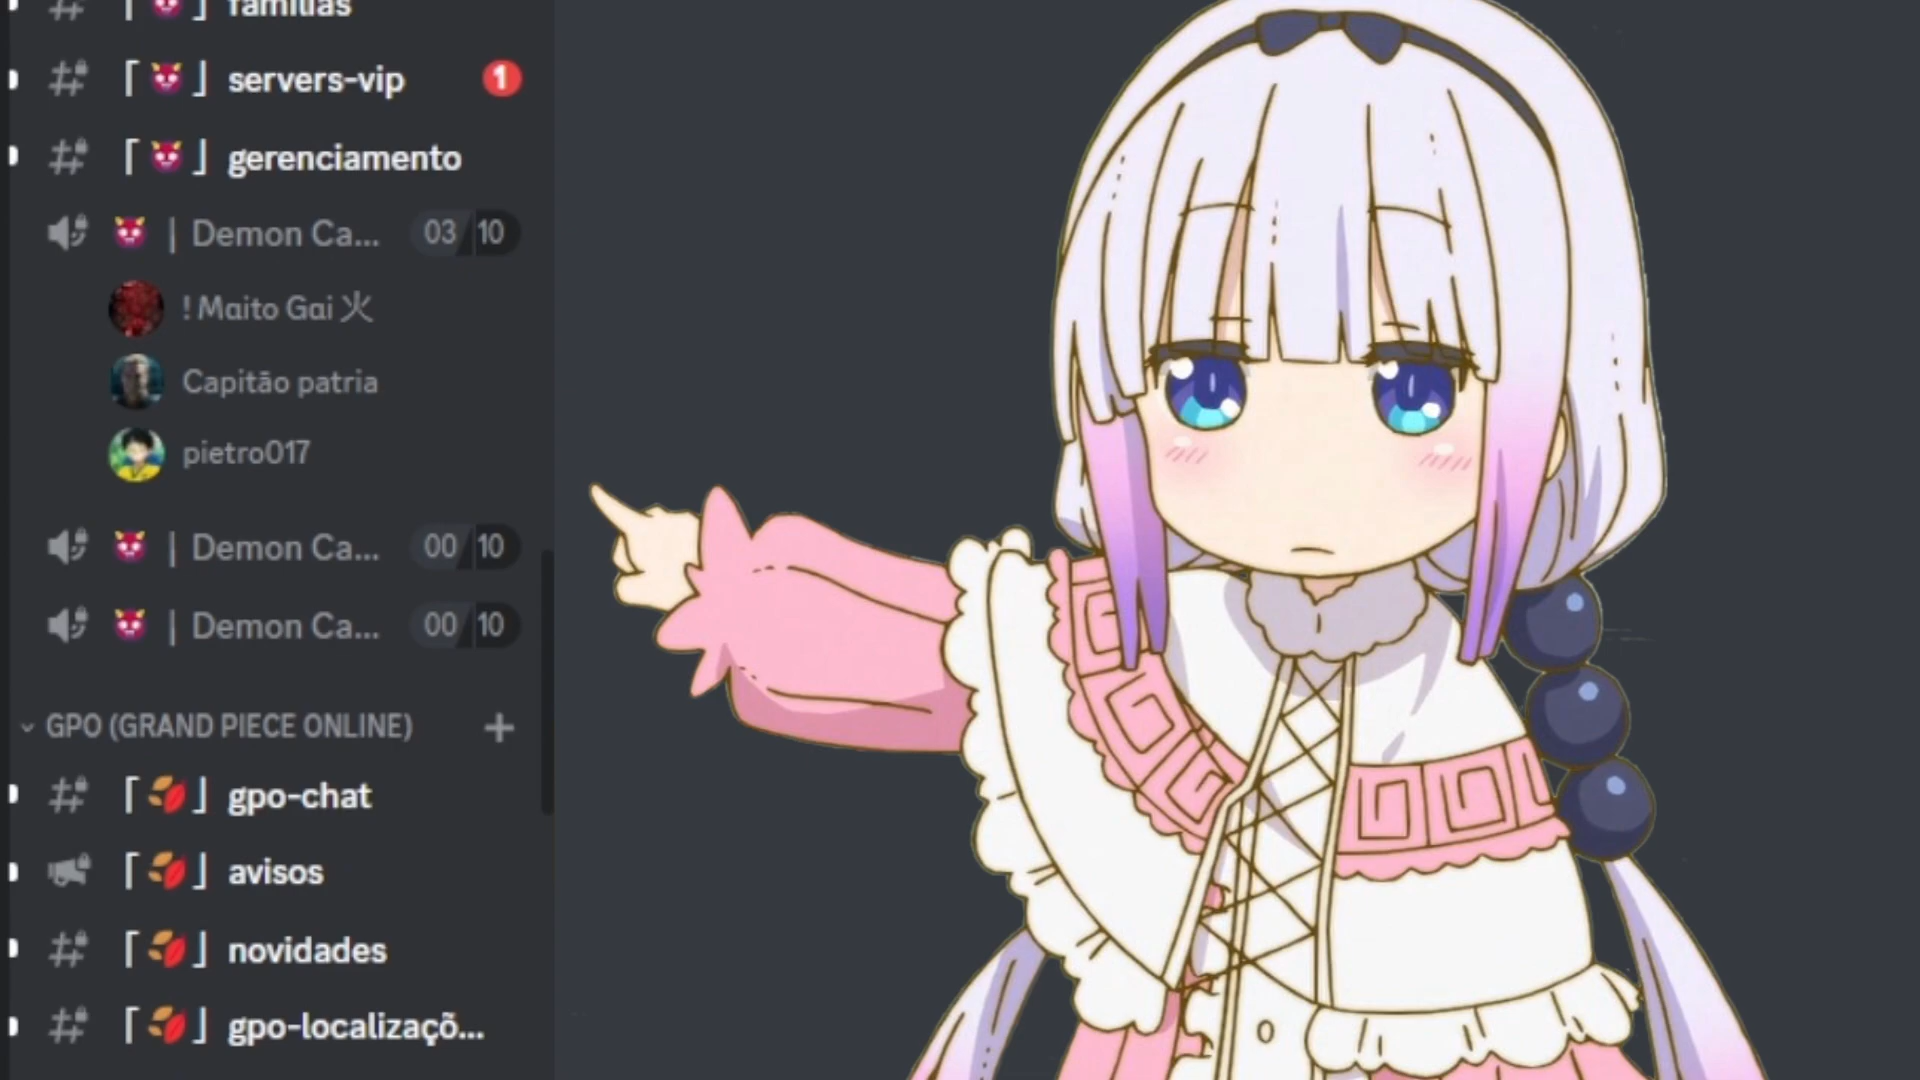 「😈」 familias
「😈」 servers-vip 1
「😈」 gerenciamento
😈 | Demon Ca... 03 10
! Maito Gai 火
Capitão patria
pietro017
😈 | Demon Ca... 00 10
😈 | Demon Ca... 00 10
GPO (GRAND PIECE ONLINE) +
「🍂」 gpo-chat
「🍂」 avisos
「🍂」 novidades
「🍂」 gpo-localizaçõ...